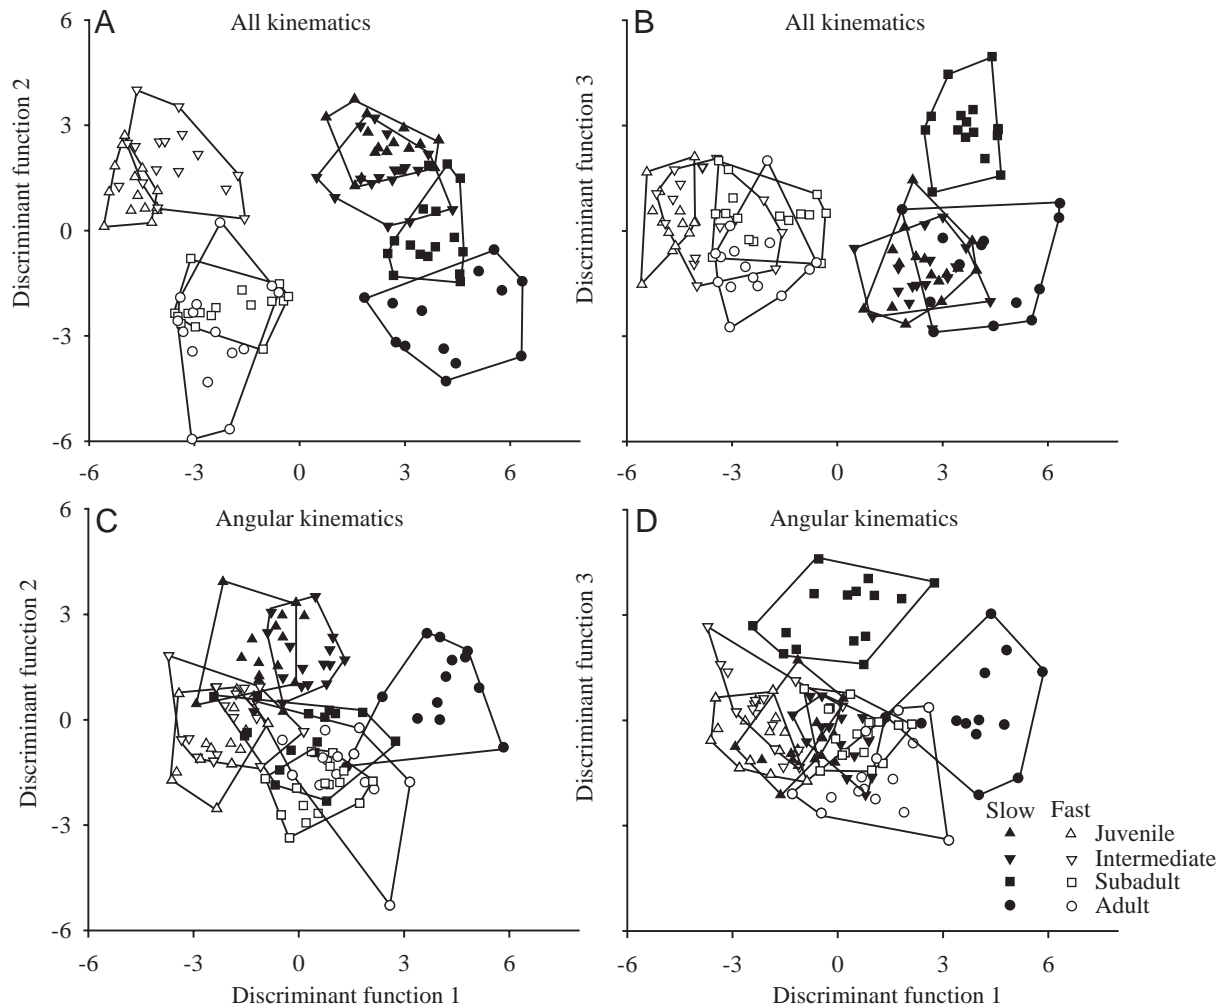 A
All kinematics
Discriminant function 2
6
3
0
-3
-6
-6 -3 0 3 6
B
All kinematics
Discriminant function 3
-6 -3 0 3 6
C
Angular kinematics
Discriminant function 2
6
3
0
-3
-6
-6 -3 0 3 6
Discriminant function 1
D
Angular kinematics
Discriminant function 3
-6 -3 0 3 6
Discriminant function 1
Slow Fast
Juvenile
Intermediate
Subadult
Adult